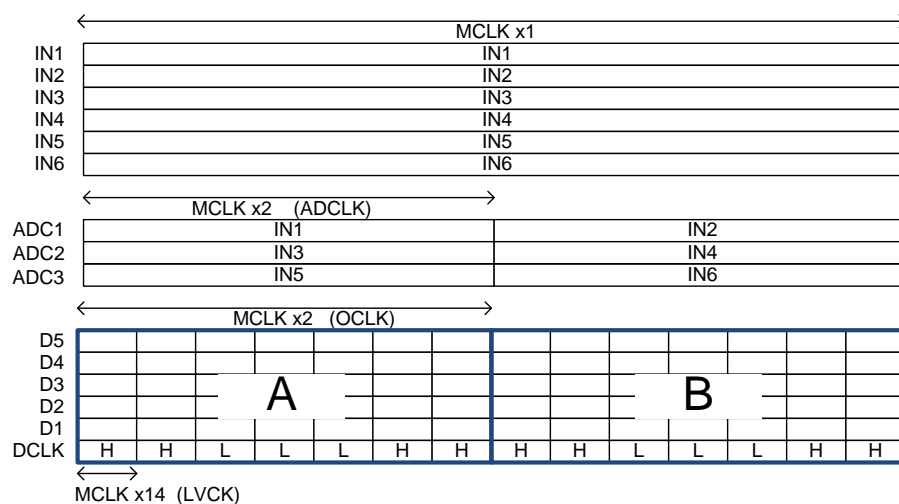 MCLK x1
IN1 IN1
IN2 IN2
IN3 IN3
IN4 IN4
IN5 IN5
IN6 IN6
MCLK x2 (ADCLK)
ADC1 IN1 IN2
ADC2 IN3 IN4
ADC3 IN5 IN6
MCLK x2 (OCLK)
D5
D4
D3
A B
D2
D1
DCLK H H L L L H H H H L L L H H
MCLK x14 (LVCK)